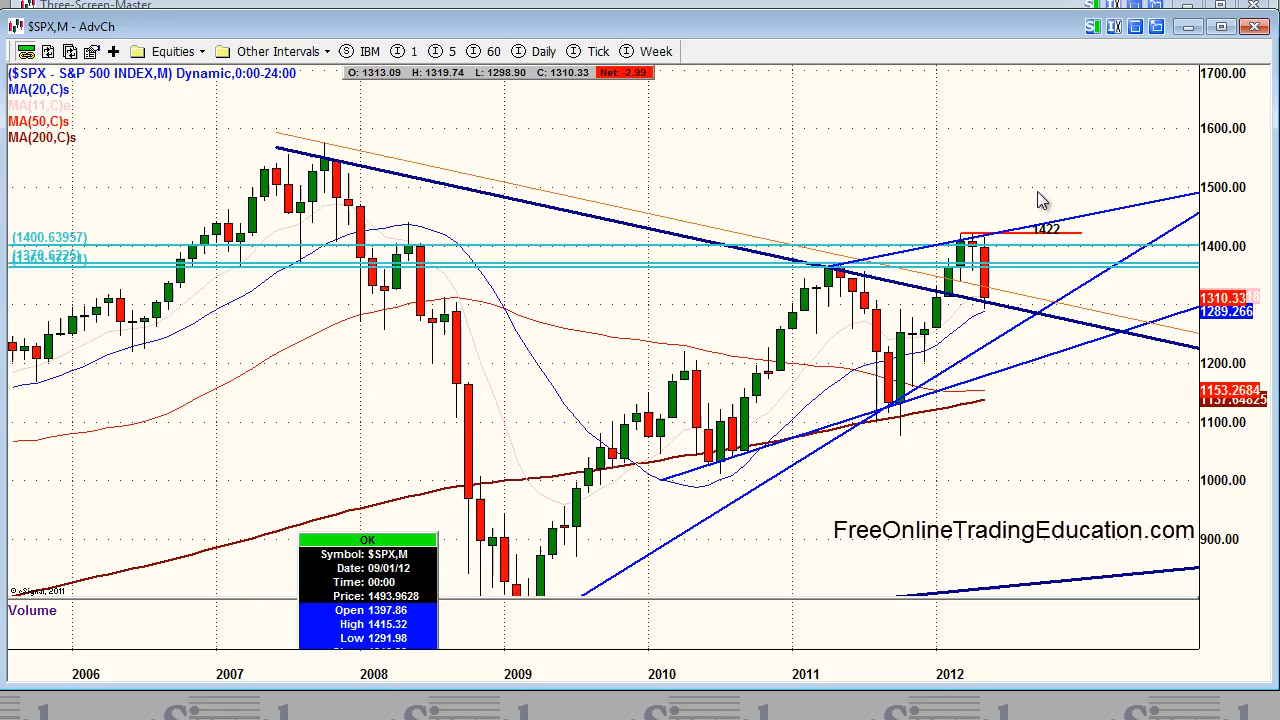 Three-Screen-Master
$SPX,M - AdvCh
Equities Other Intervals IBM 1 5 60 Daily Tick Week
($SPX - S&P 500 INDEX,M) Dynamic,0:00-24:00
O: 1313.09 H: 1319.74 L: 1298.90 C: 1310.33 Net: -2.99
MA(20,C)s
MA(11,C)e
MA(50,C)s
MA(200,C)s
1700.00
1600.00
1500.00
1422
(1400.63957)
1400.00
1310.33
1289.266
1200.00
1153.2684
1100.00
1000.00
FreeOnlineTradingEducation.com
900.00
OK
Symbol: $SPX,M
Date: 09/01/12
Time: 00:00
Price: 1493.9628
Open 1397.86
High 1415.32
Low 1291.98
© eSignal, 2011
Volume
2006 2007 2008 2009 2010 2011 2012